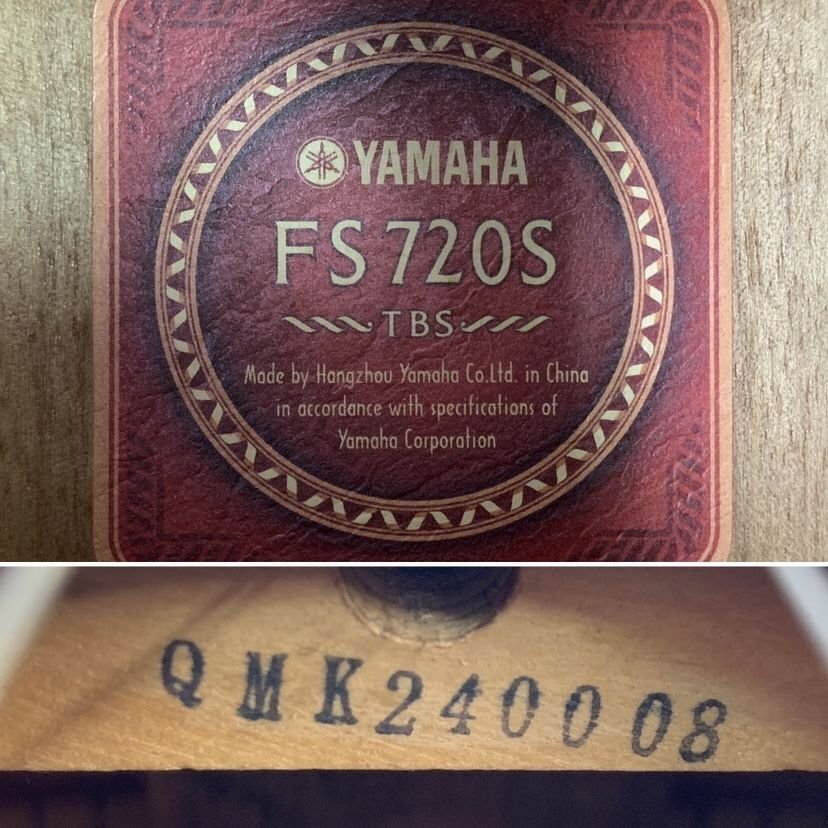 YAMAHA
FS720S
TBS
Made by Hangzhou Yamaha Co.Ltd. in China
in accordance with specifications of
Yamaha Corporation
QMK240008